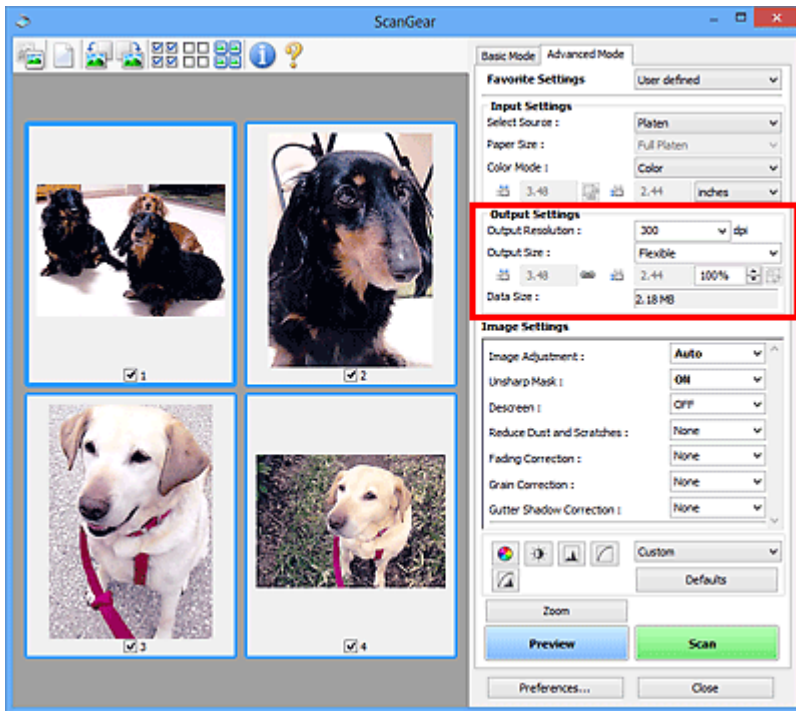 ScanGear
Basic Mode Advanced Mode
Favorite Settings User defined
Input Settings
Select Source : Platen
Paper Size : Full Platen
Color Mode : Color
3.48 2.44 inches
Output Settings
Output Resolution : 300 dpi
Output Size : Flexible
3.48 2.44 100%
Data Size : 2.18 MB
Image Settings
Image Adjustment : Auto
Unsharp Mask : ON
Descreen : OFF
Reduce Dust and Scratches : None
Fading Correction : None
Grain Correction : None
Gutter Shadow Correction : None
Custom
Defaults
Zoom
Preview Scan
Preferences... Close
1
2
3
4